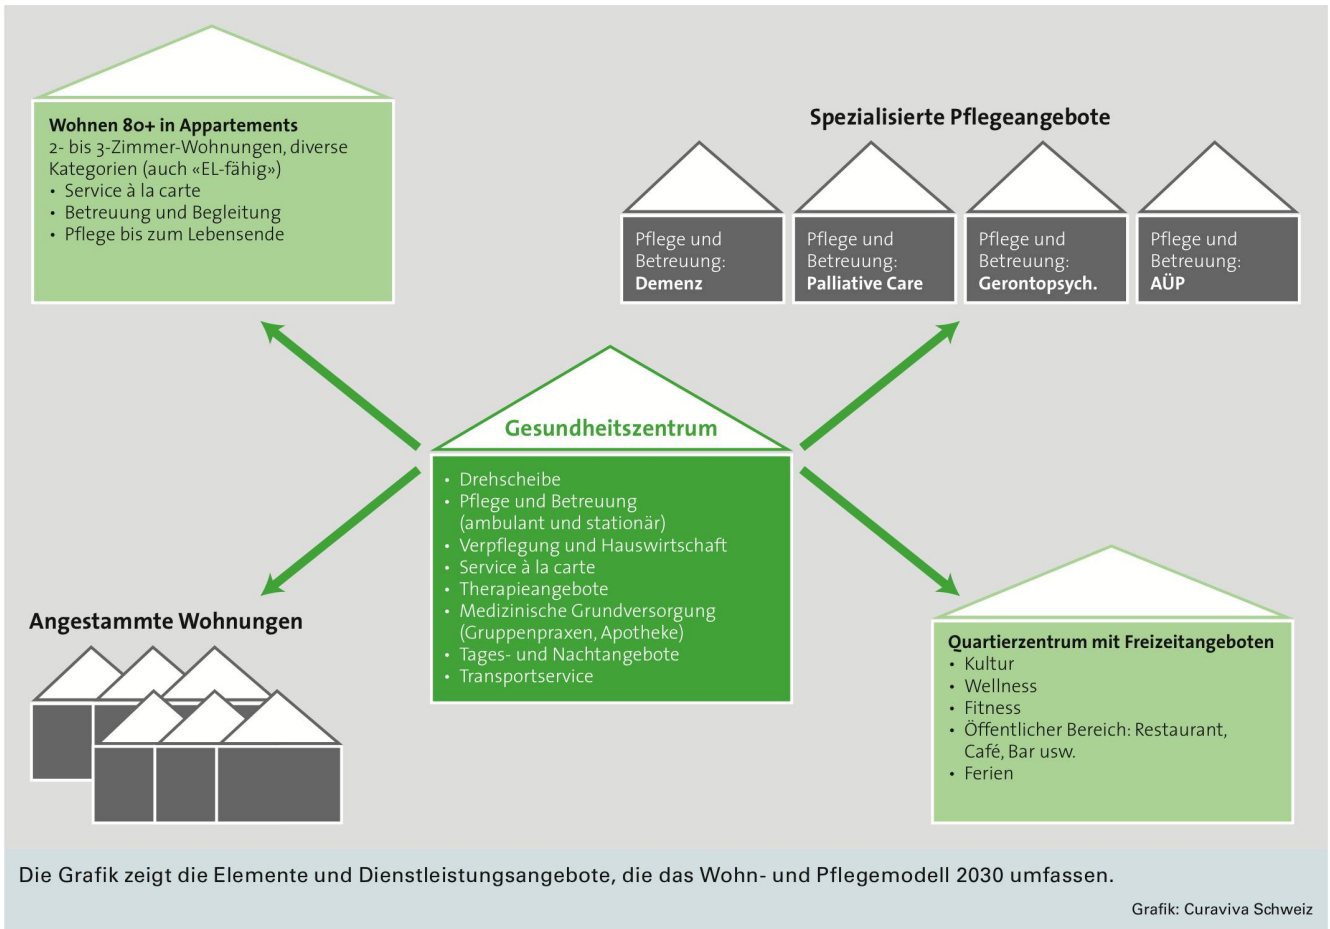 Wohnen 80+ in Appartements
2- bis 3-Zimmer-Wohnungen, diverse
Kategorien (auch «EL-fähig»)
• Service à la carte
• Betreuung und Begleitung
• Pflege bis zum Lebensende
Spezialisierte Pflegeangebote
Pflege und
Betreuung:
Demenz
Pflege und
Betreuung:
Palliative Care
Pflege und
Betreuung:
Gerontopsych.
Pflege und
Betreuung:
AÜP
Gesundheitszentrum
• Drehscheibe
• Pflege und Betreuung
(ambulant und stationär)
• Verpflegung und Hauswirtschaft
• Service à la carte
• Therapieangebote
• Medizinische Grundversorgung
(Gruppenpraxen, Apotheke)
• Tages- und Nachtangebote
• Transportservice
Angestammte Wohnungen
Quartierzentrum mit Freizeitangeboten
• Kultur
• Wellness
• Fitness
• Öffentlicher Bereich: Restaurant,
Café, Bar usw.
• Ferien
Die Grafik zeigt die Elemente und Dienstleistungsangebote, die das Wohn- und Pflegemodell 2030 umfassen.
Grafik: Curaviva Schweiz